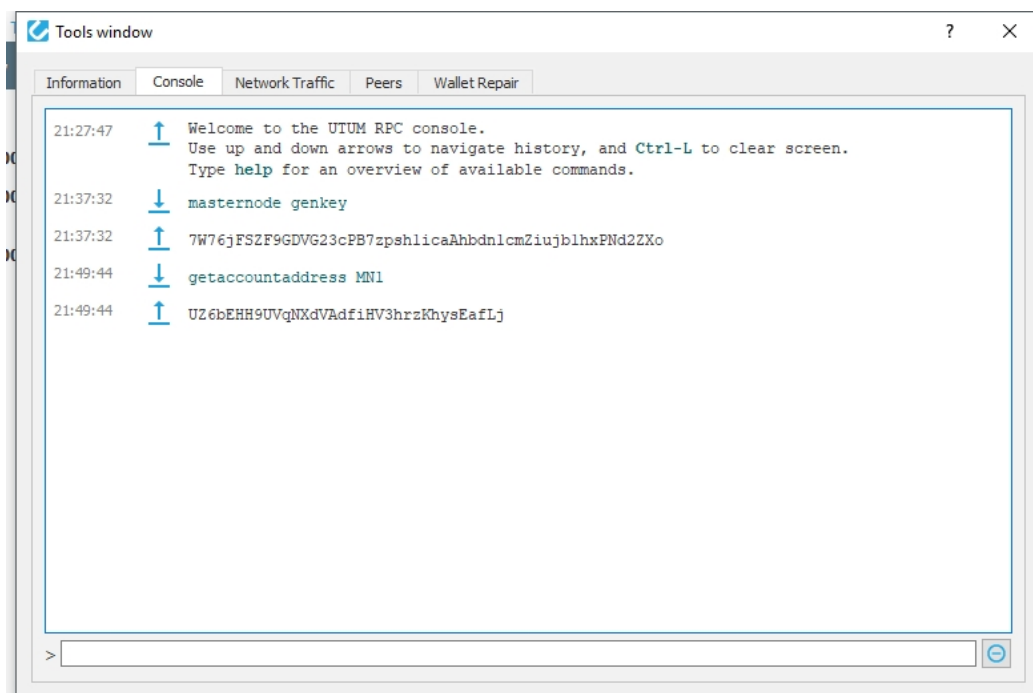 Tools window
?
Information
Console
Network Traffic
Peers
Wallet Repair
21:27:47
Welcome to the UTUM RPC console.
Use up and down arrows to navigate history, and Ctrl-L to clear screen.
Type help for an overview of available commands.
21:37:32
masternode genkey
21:37:32
7W76jFSZF9GDVG23cPB7zpsh1icaAhbdn1cmZiujb1hxPNd2ZXo
21:49:44
getaccountaddress MN1
21:49:44
UZ6bEHH9UVqNXdVAdfiHV3hrzKhysEafLj
>